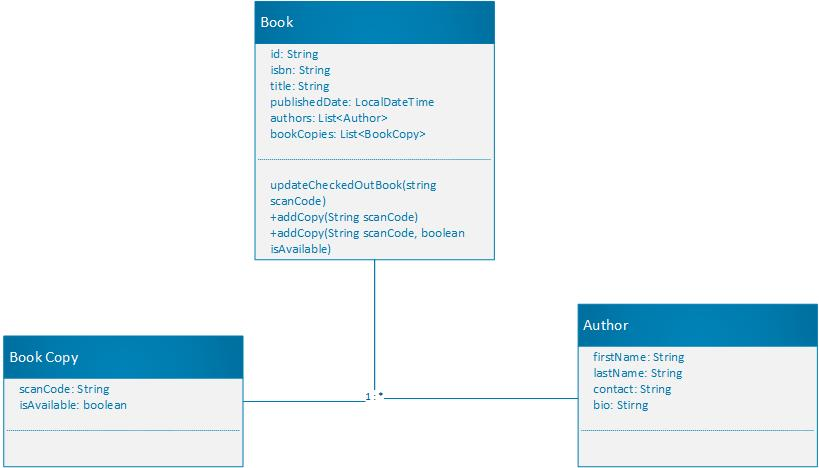 Book
id: String
isbn: String
title: String
publishedDate: LocalDateTime
authors: List<Author>
bookCopies: List<BookCopy>
updateCheckedOutBook(string
scanCode)
+addCopy(String scanCode)
+addCopy(String scanCode, boolean
isAvailable)
Book Copy
scanCode: String
isAvailable: boolean
1 : *
Author
firstName: String
lastName: String
contact: String
bio: Stirng